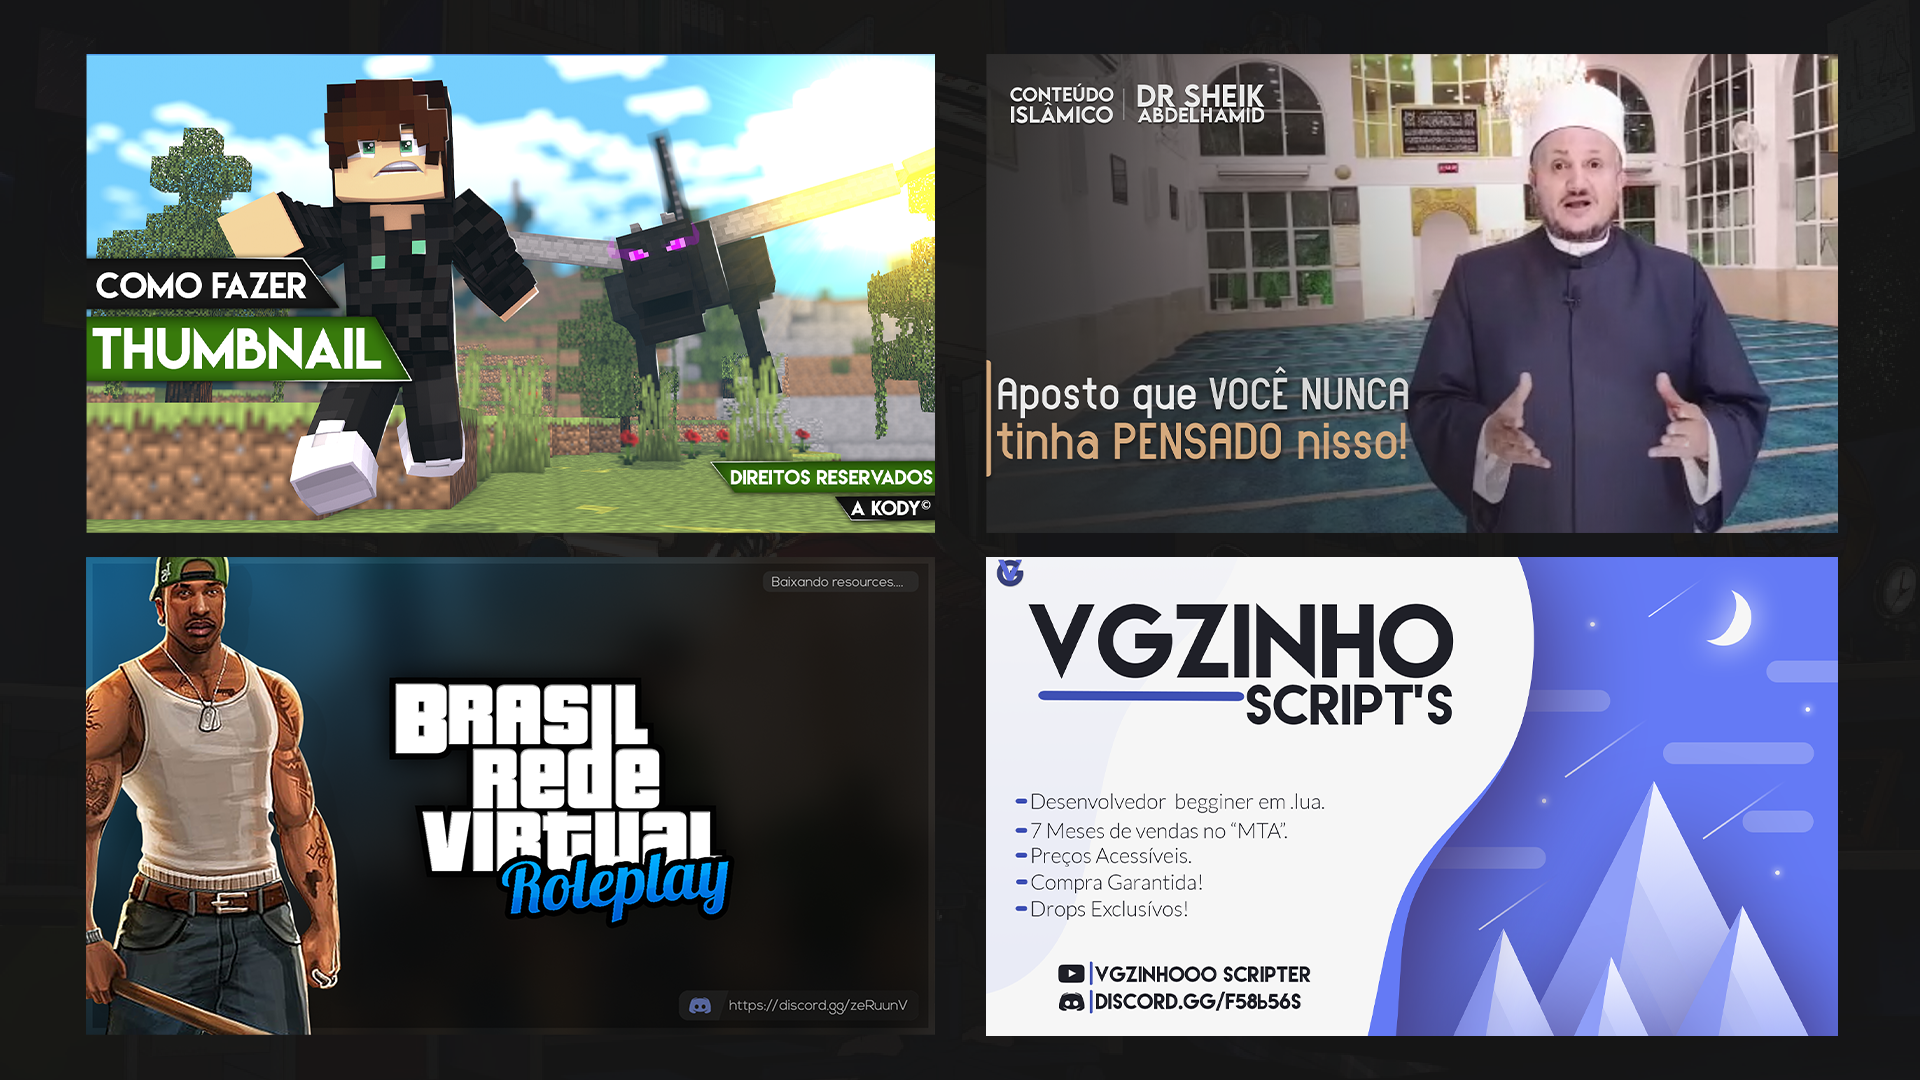 COMO FAZER
THUMBNAIL
DIREITOS RESERVADOS
A KODY©
CONTEÚDO
ISLÂMICO
DR SHEIK
ABDELHAMID
Aposto que VOCÊ NUNCA
tinha PENSADO nisso!
Baixando resources....
BRASIL
REDE
VIRTUAL
Roleplay
https://discord.gg/zeRuunV
VG
VGZINHO
SCRIPT'S
Desenvolvedor begginer em .lua.
7 Meses de vendas no “MTA”.
Preços Acessíveis.
Compra Garantida!
Drops Exclusívos!
VGZINHOOO SCRIPTER
DISCORD.GG/F58b56S